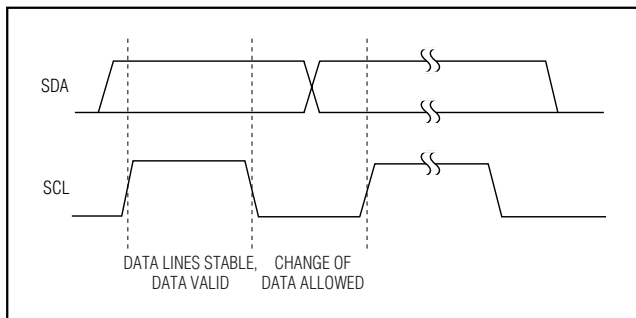 SDA
SCL
DATA LINES STABLE,
DATA VALID
CHANGE OF
DATA ALLOWED